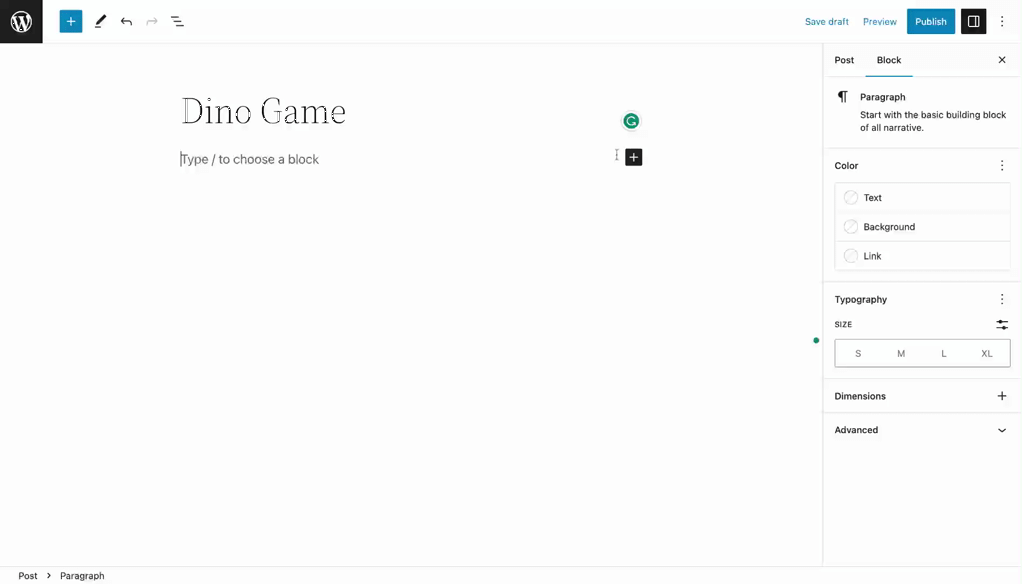 Save draft Preview Publish
Post Block
Dino Game
Type / to choose a block
Paragraph
Start with the basic building block
of all narrative.
Color
Text
Background
Link
Typography
SIZE
S M L XL
Dimensions
Advanced
Post > Paragraph